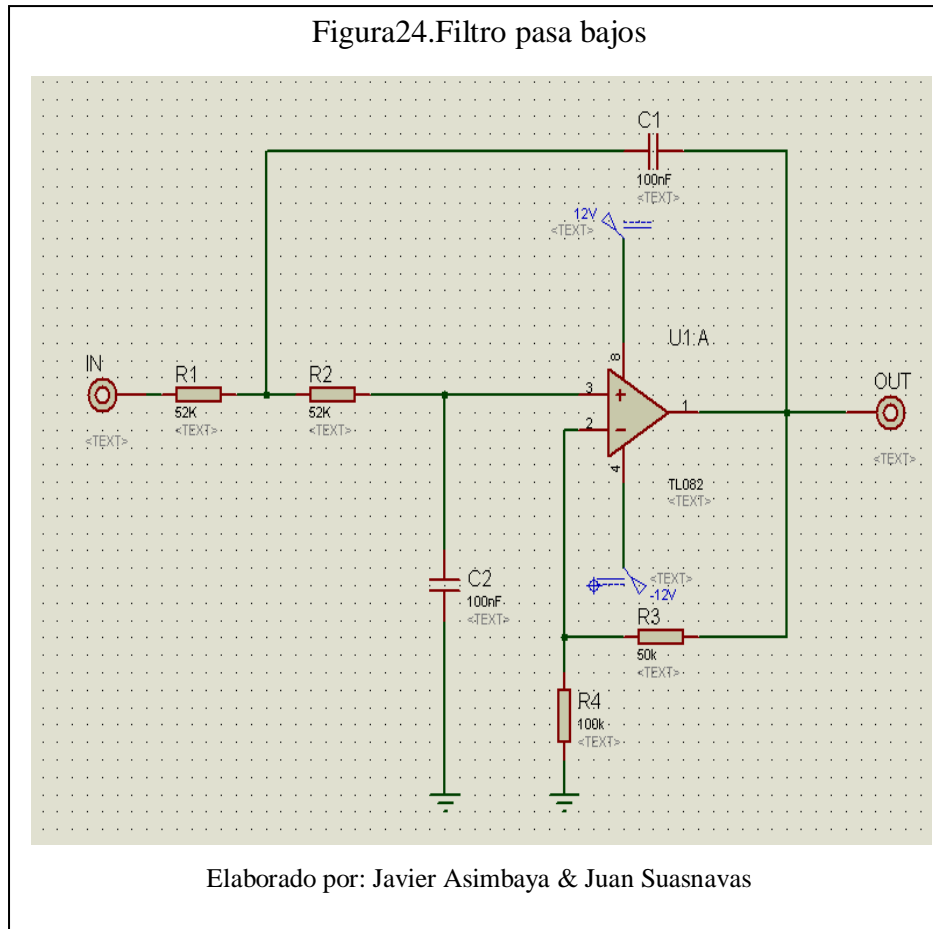 Figura24.Filtro pasa bajos
C1
100nF
<TEXT>
12V
<TEXT>
U1:A
8
IN
R1
R2
OUT
3
1
52K
52K
2
<TEXT>
<TEXT>
<TEXT>
<TEXT>
4
TL082
<TEXT>
C2
100nF
<TEXT>
<TEXT>
-12V
R3
50k
<TEXT>
R4
100k
<TEXT>
Elaborado por: Javier Asimbaya & Juan Suasnavas